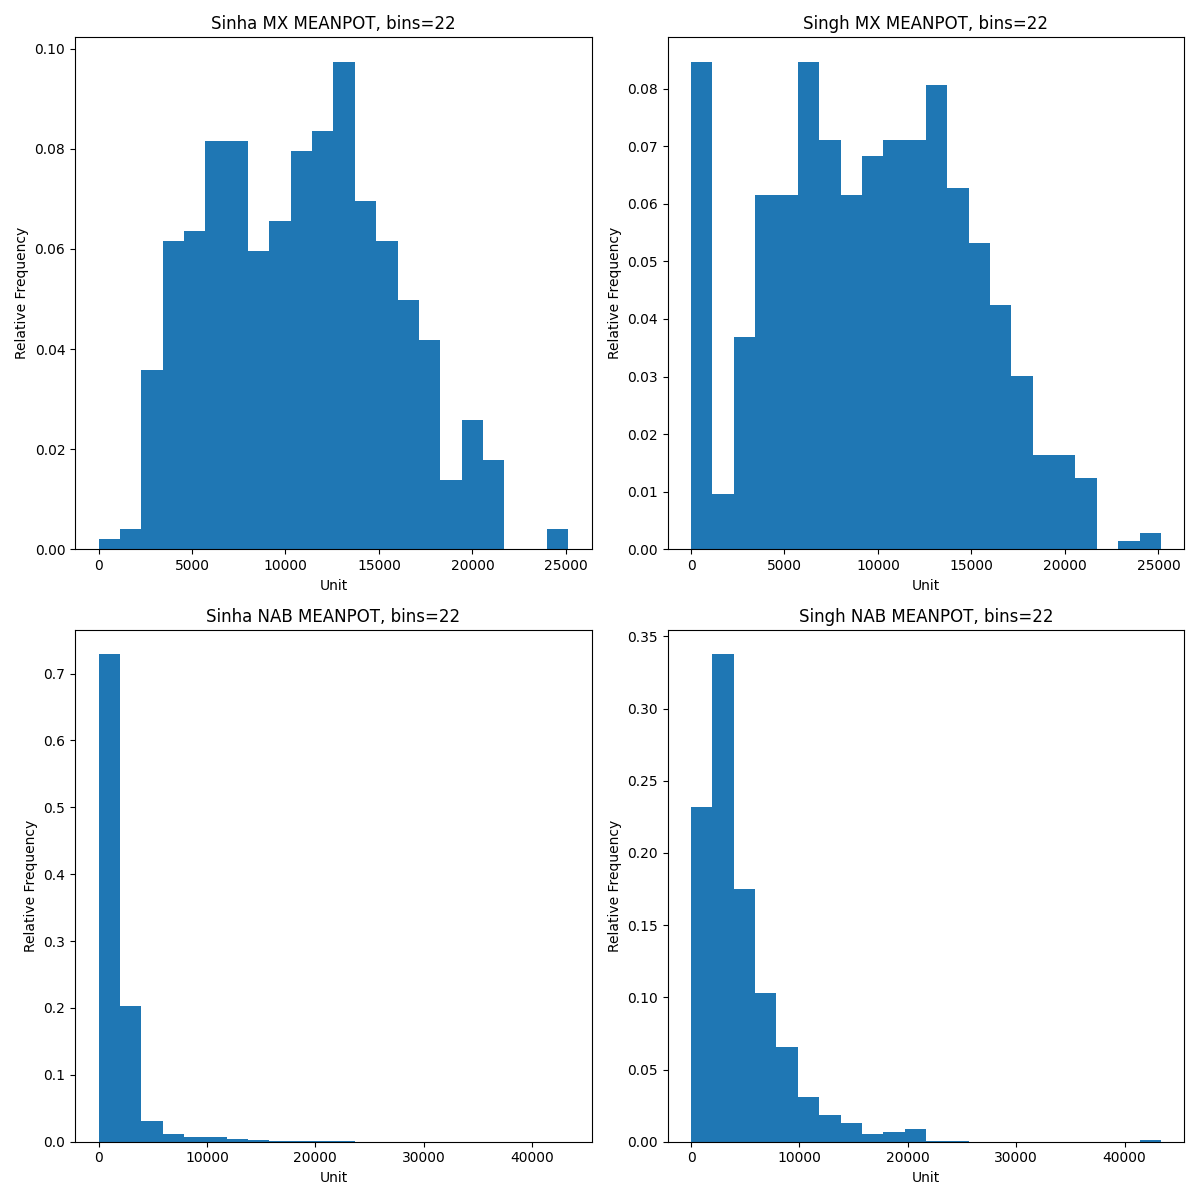 Sinha MX MEANPOT, bins=22
0.10
0.08
0.06
0.04
0.02
0.00
Relative Frequency
0 5000 10000 15000 20000 25000
Unit
Singh MX MEANPOT, bins=22
0.08
0.07
0.06
0.05
0.04
0.03
0.02
0.01
0.00
Relative Frequency
0 5000 10000 15000 20000 25000
Unit
Sinha NAB MEANPOT, bins=22
0.7
0.6
0.5
0.4
0.3
0.2
0.1
0.0
Relative Frequency
0 10000 20000 30000 40000
Unit
Singh NAB MEANPOT, bins=22
0.35
0.30
0.25
0.20
0.15
0.10
0.05
0.00
Relative Frequency
0 10000 20000 30000 40000
Unit